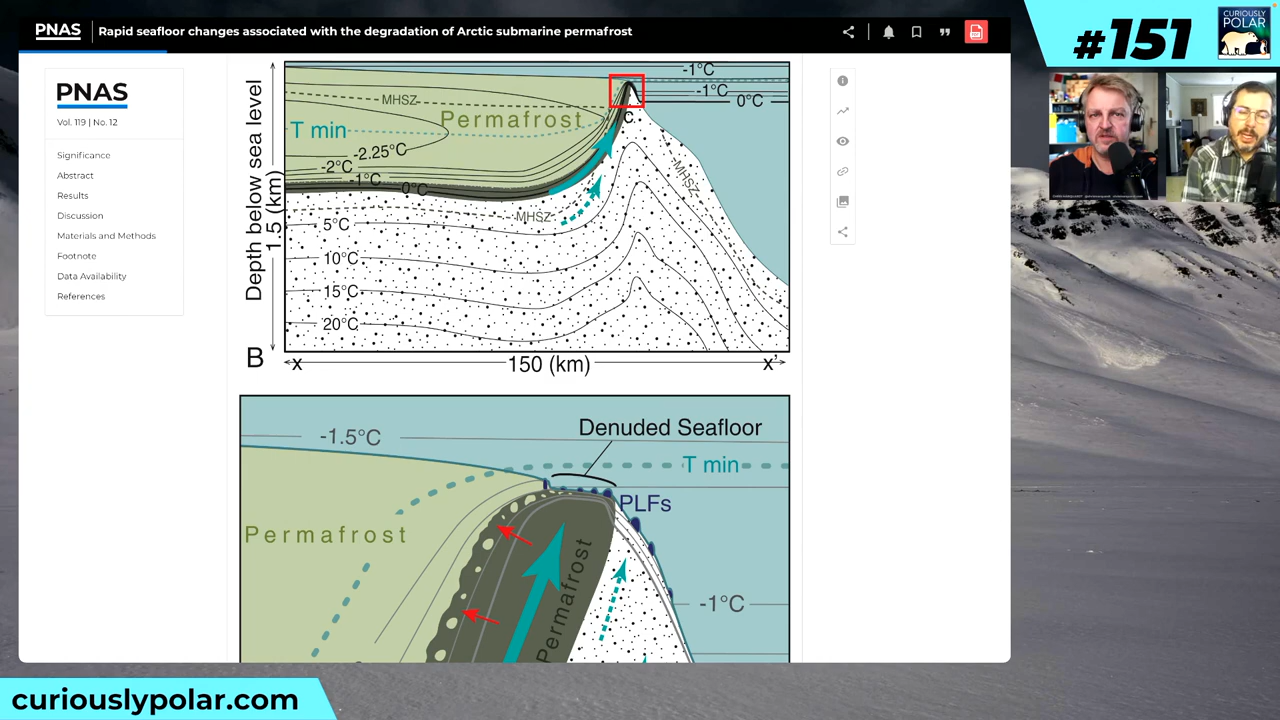 PNAS
Rapid seafloor changes associated with the degradation of Arctic submarine permafrost
#151
CURIOUSLY
POLAR
PNAS
Vol. 119 | No. 12
Significance
Abstract
Results
Discussion
Materials and Methods
Footnote
Data Availability
References
Depth below sea level
1.5 (km)
-1°C
-1°C
0°C
MHSZ
Permafrost
C
T min
-2.25°C
-2°C
-1°C
0°C
MHSZ
MHSZ
5°C
10°C
15°C
20°C
B
x
150 (km)
x'
Denuded Seafloor
-1.5°C
T min
PLFs
Permafrost
Permafrost
-1°C
curiouslypolar.com